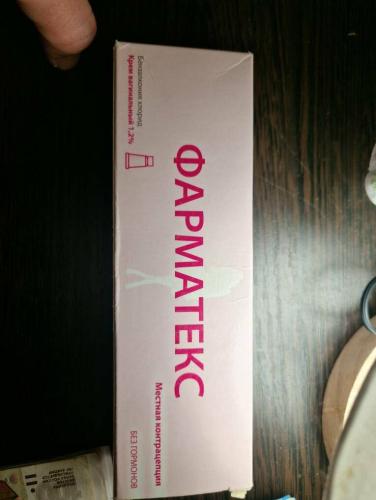 Бензалкония хлорид
Крем вагинальный 1,2%
ФАРМАТЕКС
Местная контрацепция
БЕЗ ГОРМОНОВ